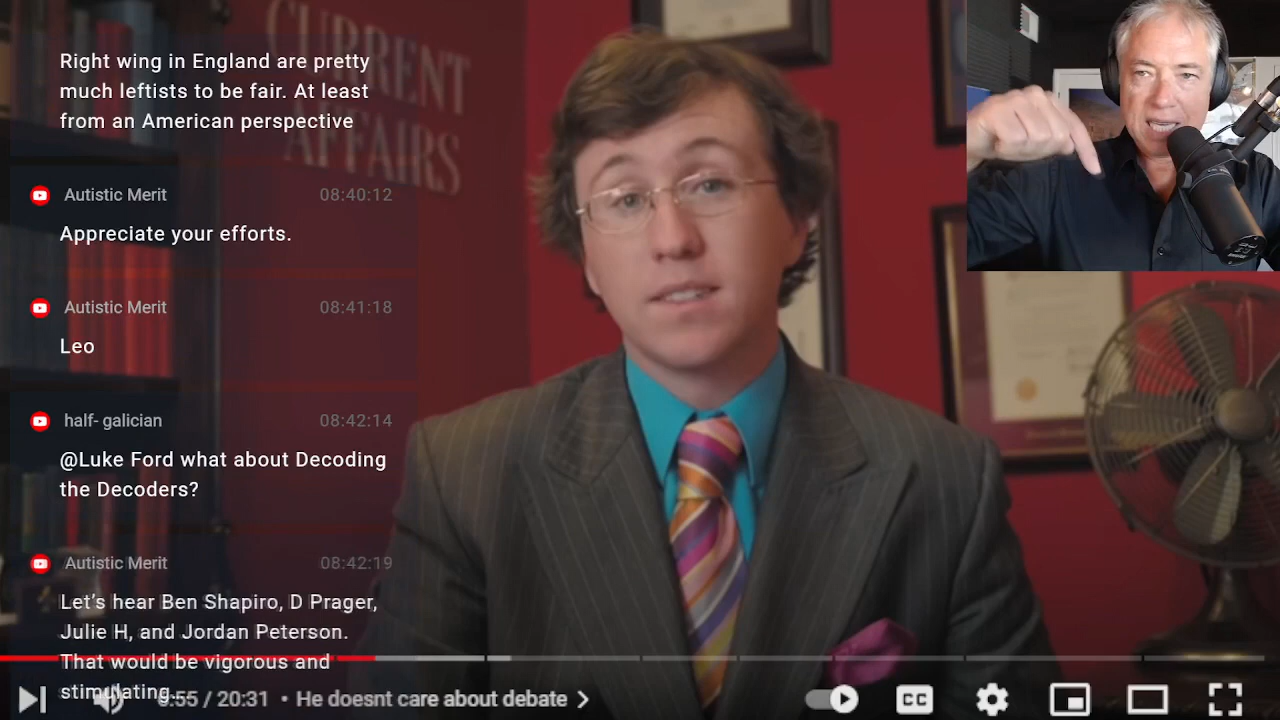 CURRENT
AFFAIRS
Right wing in England are pretty
much leftists to be fair. At least
from an American perspective
Autistic Merit 08:40:12
Appreciate your efforts.
Autistic Merit 08:41:18
Leo
half- galician 08:42:14
@Luke Ford what about Decoding
the Decoders?
Autistic Merit 08:42:19
Let’s hear Ben Shapiro, D Prager,
Julie H, and Jordan Peterson.
That would be vigorous and
stimulating...
/ 20:31 • He doesnt care about debate
CC